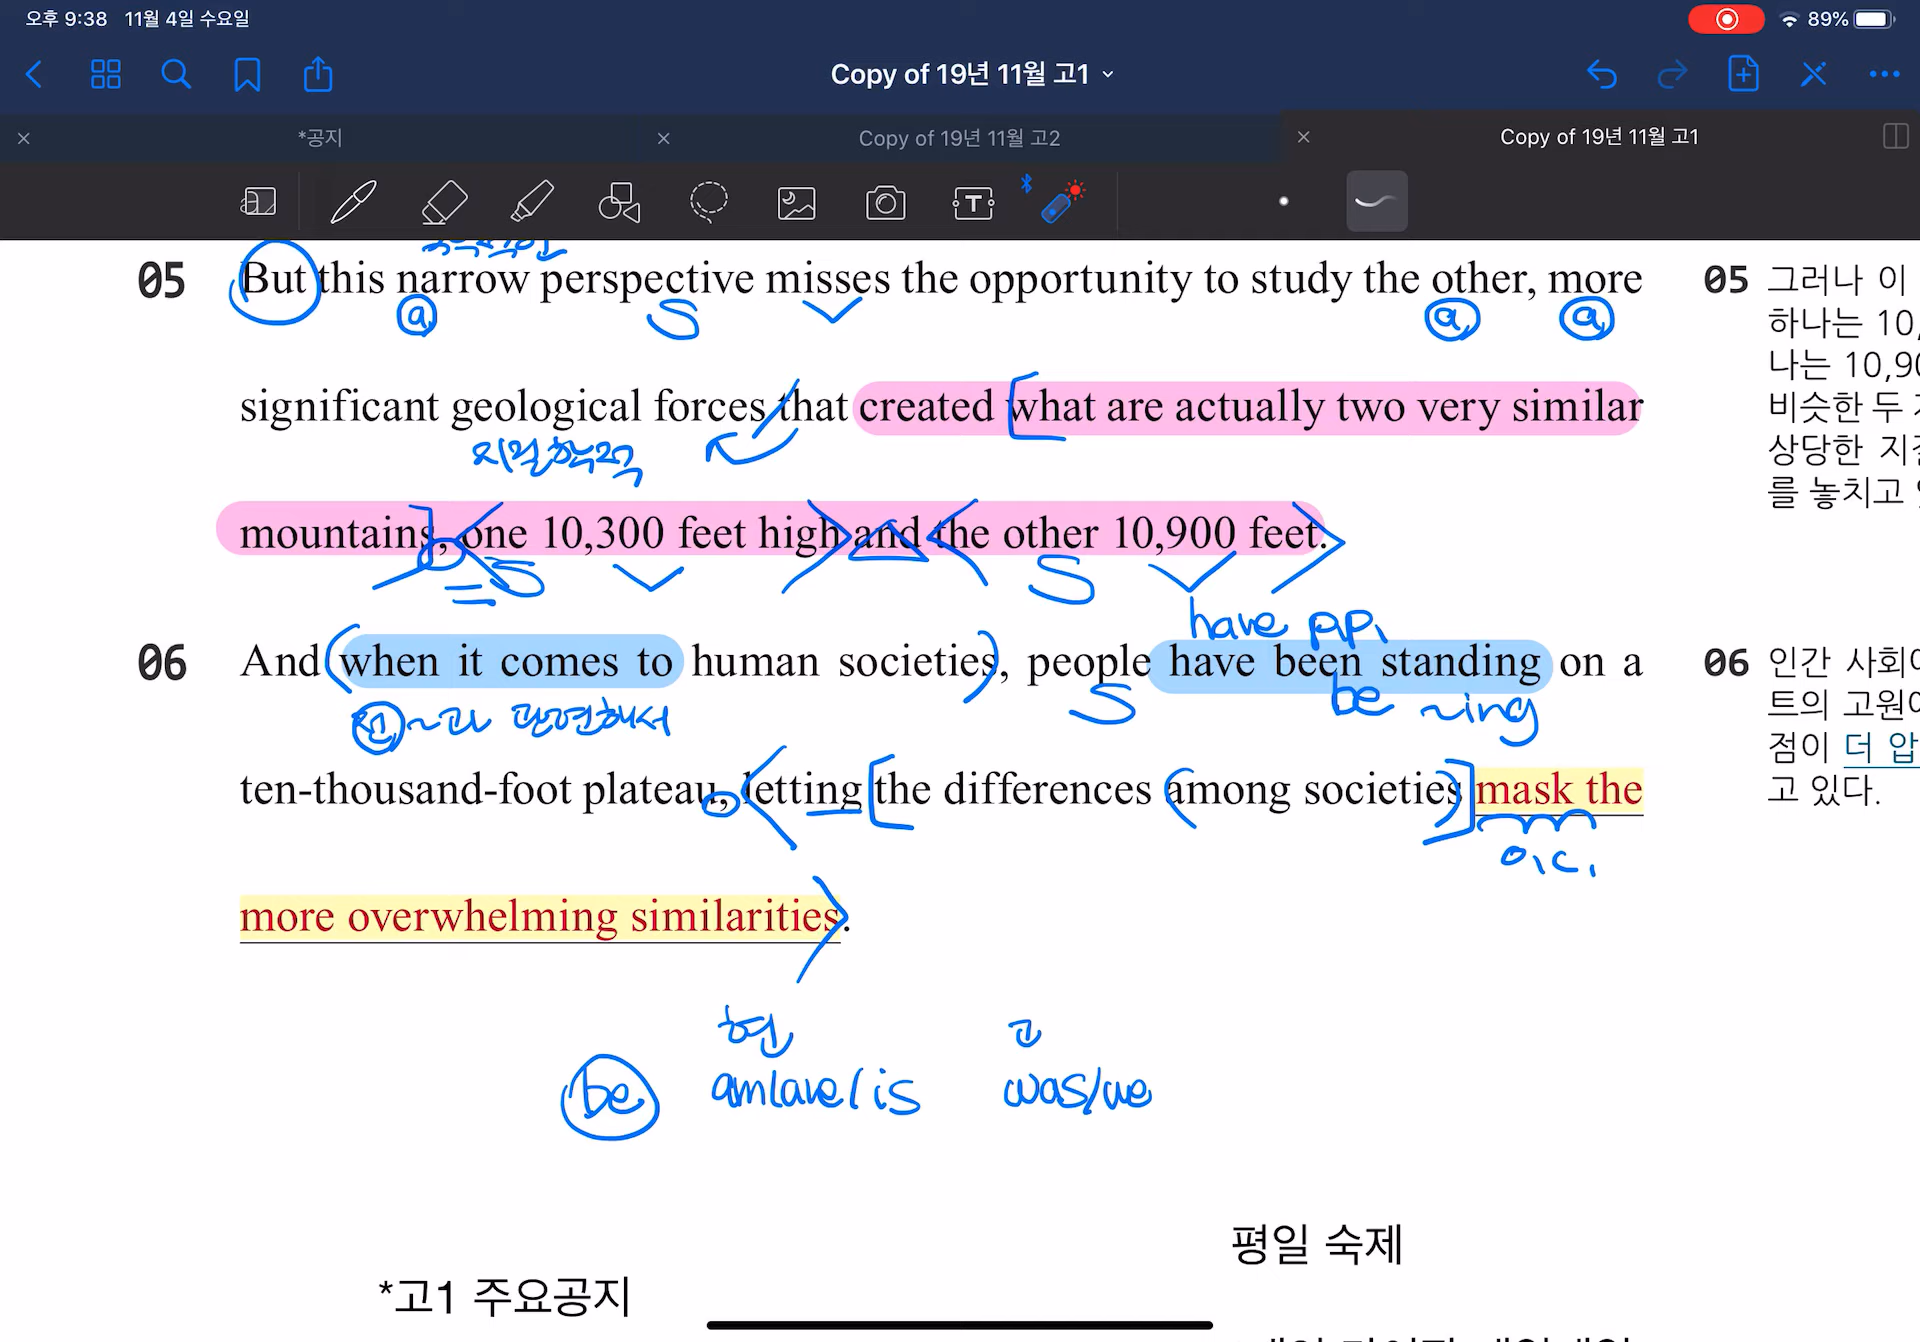 오후 9:38 11월 4일 수요일
89%
Copy of 19년 11월 고1
*공지
Copy of 19년 11월 고2
Copy of 19년 11월 고1
05 But this narrow perspective misses the opportunity to study the other, more
a S a a
significant geological forces that created what are actually two very similar
지질학적
mountains, one 10,300 feet high and the other 10,900 feet.
S S
have p.p.
06 And when it comes to human societies, people have been standing on a
전 ~과 관련해서 S be ~ing
ten-thousand-foot plateau, letting the differences among societies mask the
o.c.
more overwhelming similarities.
현 과
be am/are/is was/we
평일 숙제
*고1 주요공지
05 그러나 이
하나는 10,
나는 10,90
비슷한 두
상당한 지질
를 놓치고
06 인간 사회에
트의 고원에
점이 더 압
고 있다.